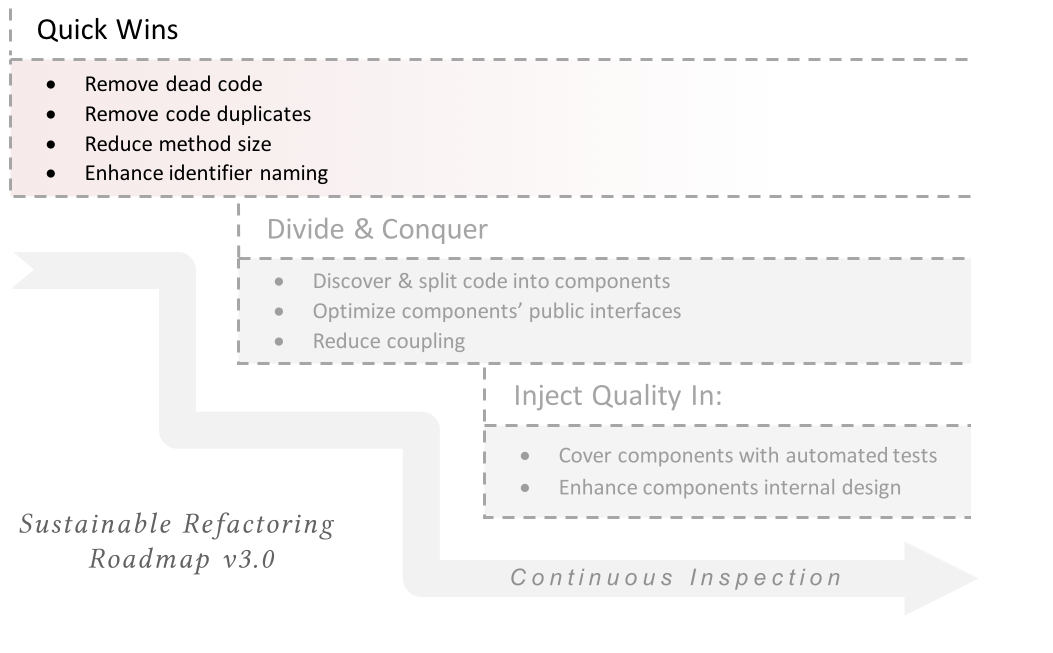 Quick Wins
• Remove dead code
• Remove code duplicates
• Reduce method size
• Enhance identifier naming
Divide & Conquer
• Discover & split code into components
• Optimize components’ public interfaces
• Reduce coupling
Inject Quality In:
• Cover components with automated tests
• Enhance components internal design
Sustainable Refactoring
Roadmap v3.0
Continuous Inspection